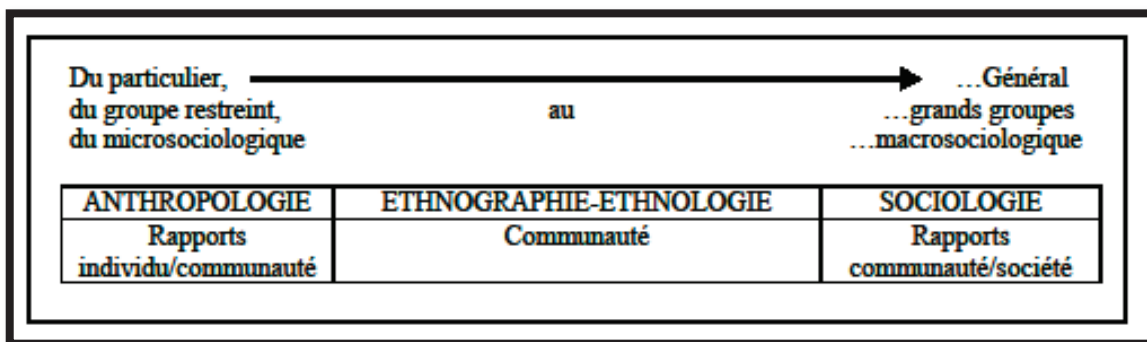 Du particulier, …Général
du groupe restreint, au …grands groupes
du microsociologique …macrosociologique
ANTHROPOLOGIE ETHNOGRAPHIE-ETHNOLOGIE SOCIOLOGIE
Rapports Communauté Rapports
individu/communauté communauté/société